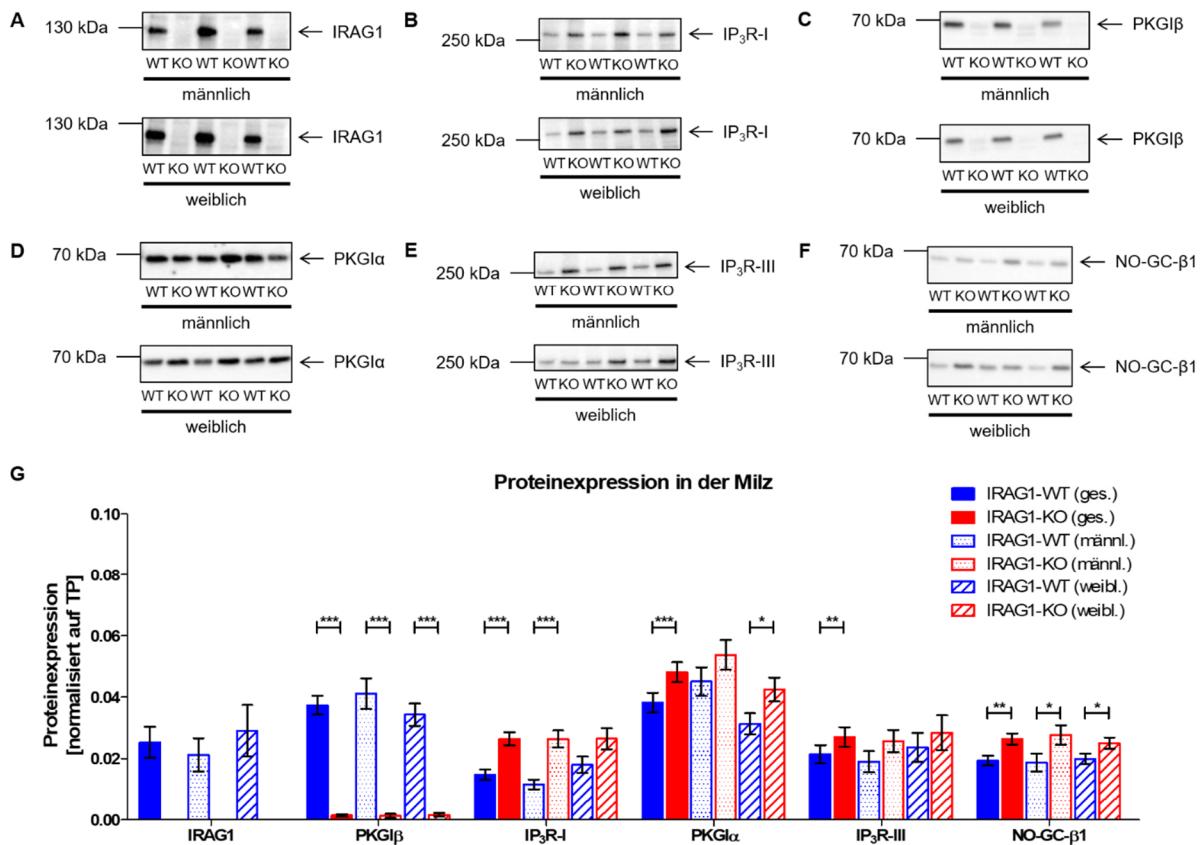 A
130 kDa
IRAG1
WT KO WT KO WT KO
männlich
130 kDa
IRAG1
WT KO WT KO WT KO
weiblich
B
250 kDa
IP₃R-I
WT KO WT KO WT KO
männlich
250 kDa
IP₃R-I
WT KO WT KO WT KO
weiblich
C
70 kDa
PKGIβ
WT KO WT KO WT KO
männlich
70 kDa
PKGIβ
WT KO WT KO WT KO
weiblich
D
70 kDa
PKGIα
WT KO WT KO WT KO
männlich
70 kDa
PKGIα
WT KO WT KO WT KO
weiblich
E
250 kDa
IP₃R-III
WT KO WT KO WT KO
männlich
250 kDa
IP₃R-III
WT KO WT KO WT KO
weiblich
F
70 kDa
NO-GC-β1
WT KO WT KO WT KO
männlich
70 kDa
NO-GC-β1
WT KO WT KO WT KO
weiblich
G
Proteinexpression in der Milz
IRAG1-WT (ges.)
IRAG1-KO (ges.)
IRAG1-WT (männl.)
IRAG1-KO (männl.)
IRAG1-WT (weibl.)
IRAG1-KO (weibl.)
Proteinexpression
[normalisiert auf TP]
0.10
0.08
0.06
0.04
0.02
0.00
*** *** *** *** *** *** * ** ** * *
IRAG1 PKGIβ IP₃R-I PKGIα IP₃R-III NO-GC-β1